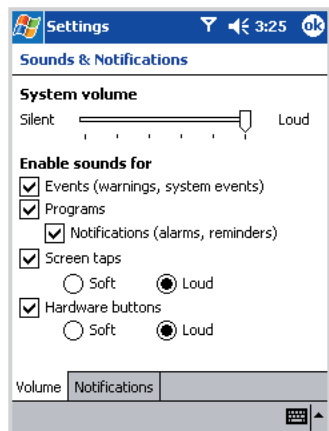 Settings 3:25 ok
Sounds & Notifications
System volume
Silent Loud
Enable sounds for
Events (warnings, system events)
Programs
Notifications (alarms, reminders)
Screen taps
Soft Loud
Hardware buttons
Soft Loud
Volume Notifications